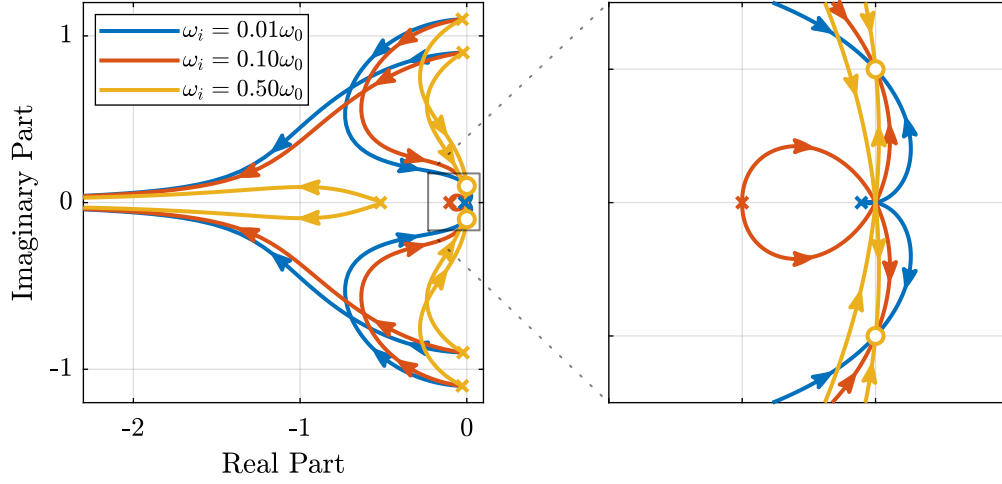 1
ωᵢ = 0.01ω₀
ωᵢ = 0.10ω₀
ωᵢ = 0.50ω₀
Imaginary Part
0
-1
-2 -1 0
Real Part